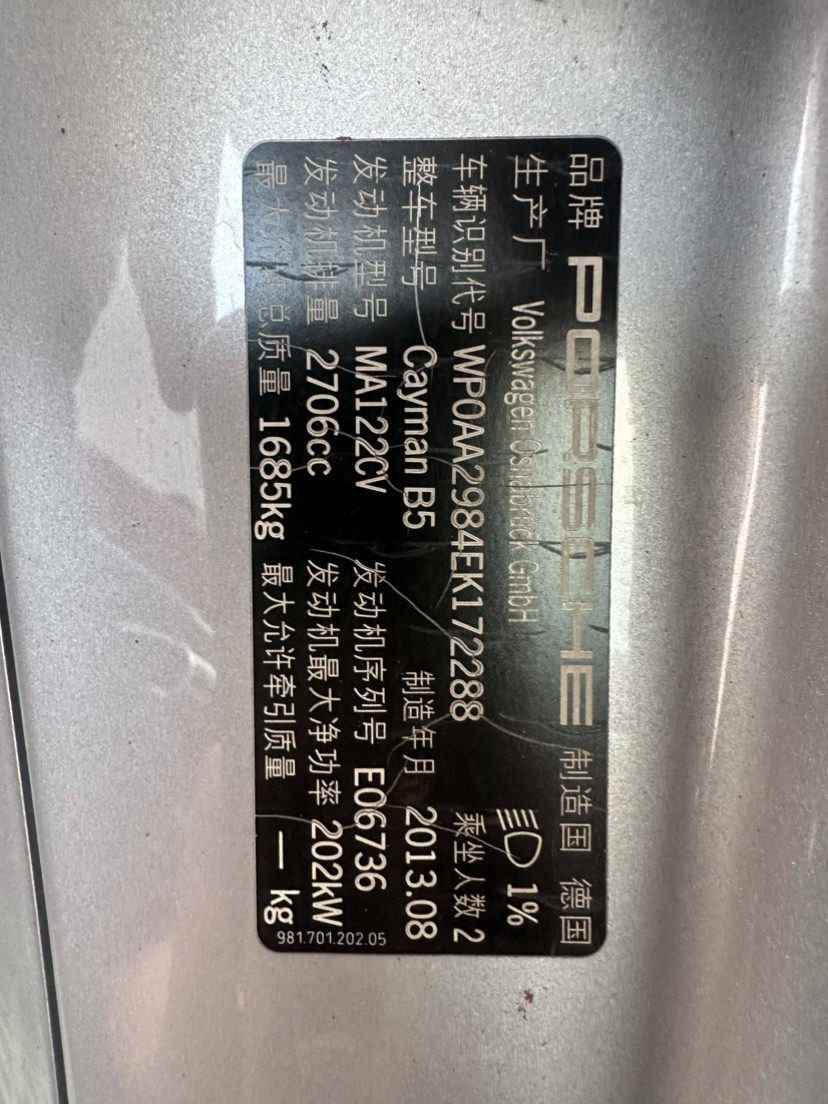 品牌 PORSCHE 制造国 德国
生产厂 Volkswagen Osnabrück GmbH 1%
车辆识别代号 WP0AA2984EK172288 乘坐人数 2
整车型号 Cayman B5 制造年月 2013.08
发动机型号 MA122CV 发动机序列号 E06736
发动机排量 2706cc 发动机最大净功率 202kW
最大允许总质量 1685kg 最大允许牵引质量 — kg
981.701.202.05